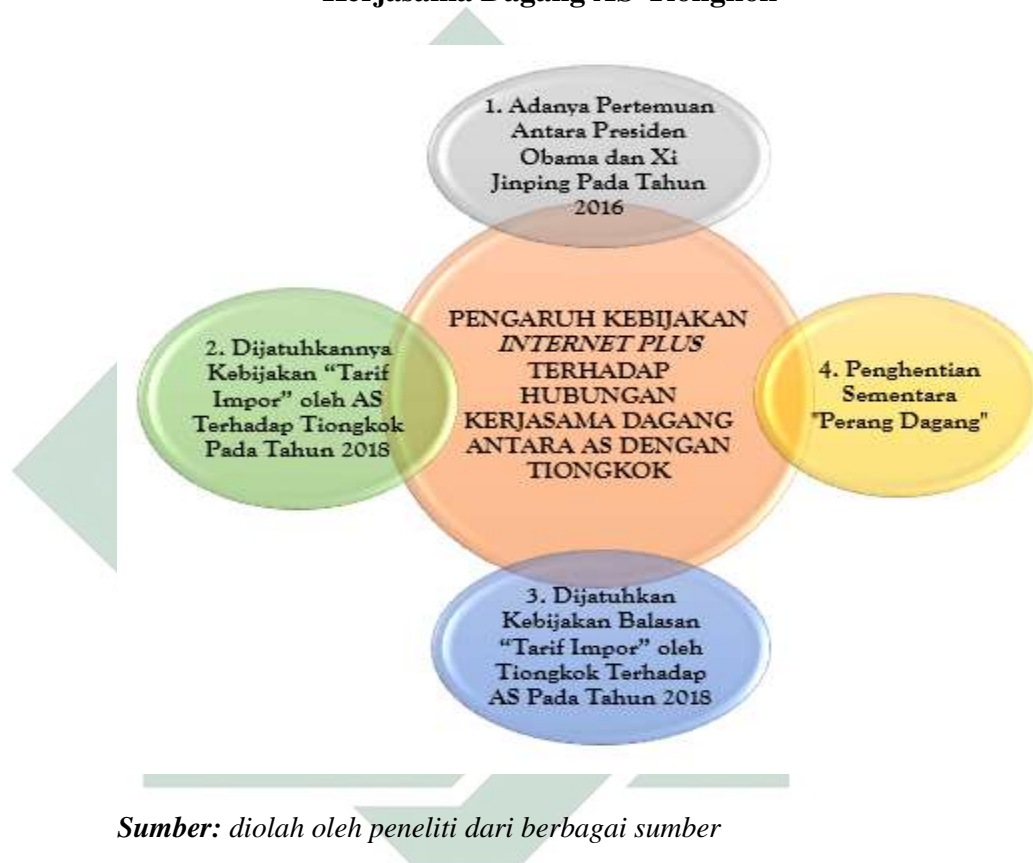 Kerjasama Dagang AS-Tiongkok
1. Adanya Pertemuan
Antara Presiden
Obama dan Xi
Jinping Pada Tahun
2016
PENGARUH KEBIJAKAN
INTERNET PLUS
TERHADAP
HUBUNGAN
KERJASAMA DAGANG
ANTARA AS DENGAN
TIONGKOK
2. Dijatuhkannya
Kebijakan “Tarif
Impor” oleh AS
Terhadap Tiongkok
Pada Tahun 2018
4. Penghentian
Sementara
"Perang Dagang"
3. Dijatuhkan
Kebijakan Balasan
“Tarif Impor” oleh
Tiongkok Terhadap
AS Pada Tahun 2018
Sumber: diolah oleh peneliti dari berbagai sumber